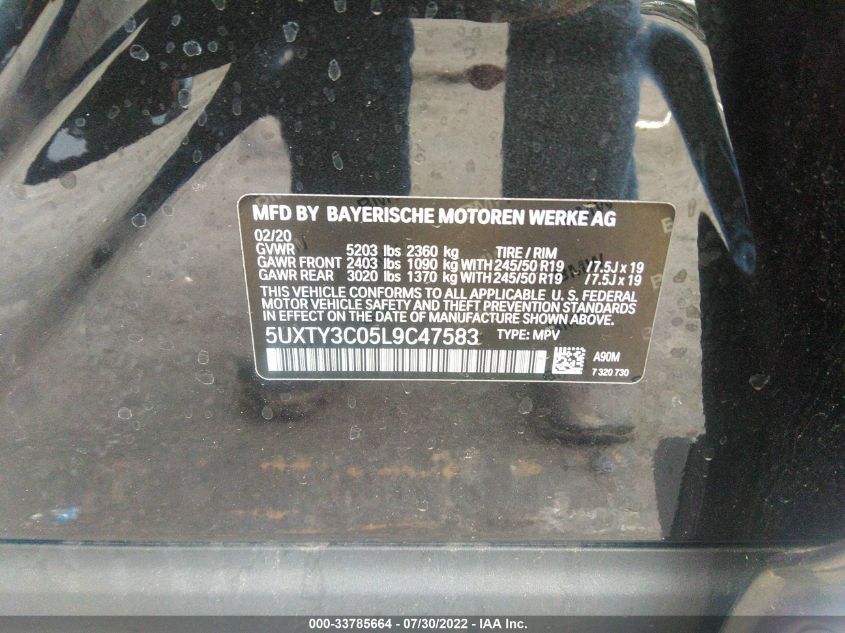 MFD BY BAYERISCHE MOTOREN WERKE AG
02/20
GVWR 5203 lbs 2360 kg TIRE / RIM
GAWR FRONT 2403 lbs 1090 kg WITH 245/50 R19 / 7.5J x 19
GAWR REAR 3020 lbs 1370 kg WITH 245/50 R19 / 7.5J x 19
THIS VEHICLE CONFORMS TO ALL APPLICABLE U. S. FEDERAL
MOTOR VEHICLE SAFETY AND THEFT PREVENTION STANDARDS
IN EFFECT ON THE DATE OF MANUFACTURE SHOWN ABOVE.
5UXTY3C05L9C47583 TYPE: MPV
A90M
7 320 730
000-33785664 - 07/30/2022 - IAA Inc.